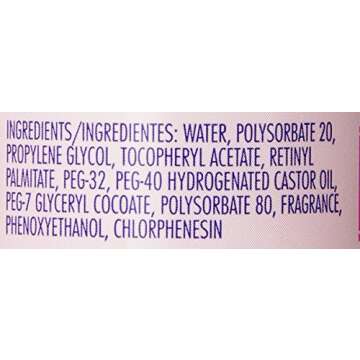 INGREDIENTS/INGREDIENTES: WATER, POLYSORBATE 20,
PROPYLENE GLYCOL, TOCOPHERYL ACETATE, RETINYL
PALMITATE, PEG-32, PEG-40 HYDROGENATED CASTOR OIL,
PEG-7 GLYCERYL COCOATE, POLYSORBATE 80, FRAGRANCE,
PHENOXYETHANOL, CHLORPHENESIN